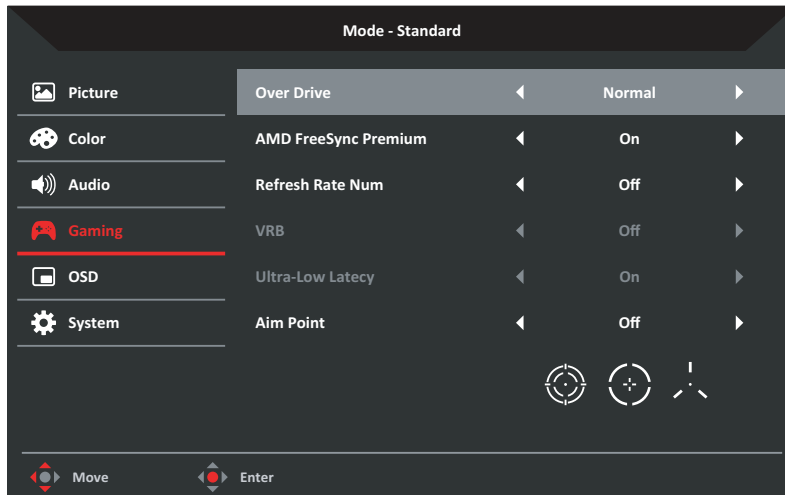 Mode - Standard
Picture
Over Drive Normal
Color
AMD FreeSync Premium On
Audio
Refresh Rate Num Off
Gaming
VRB Off
OSD
Ultra-Low Latecy On
System
Aim Point Off
Move Enter